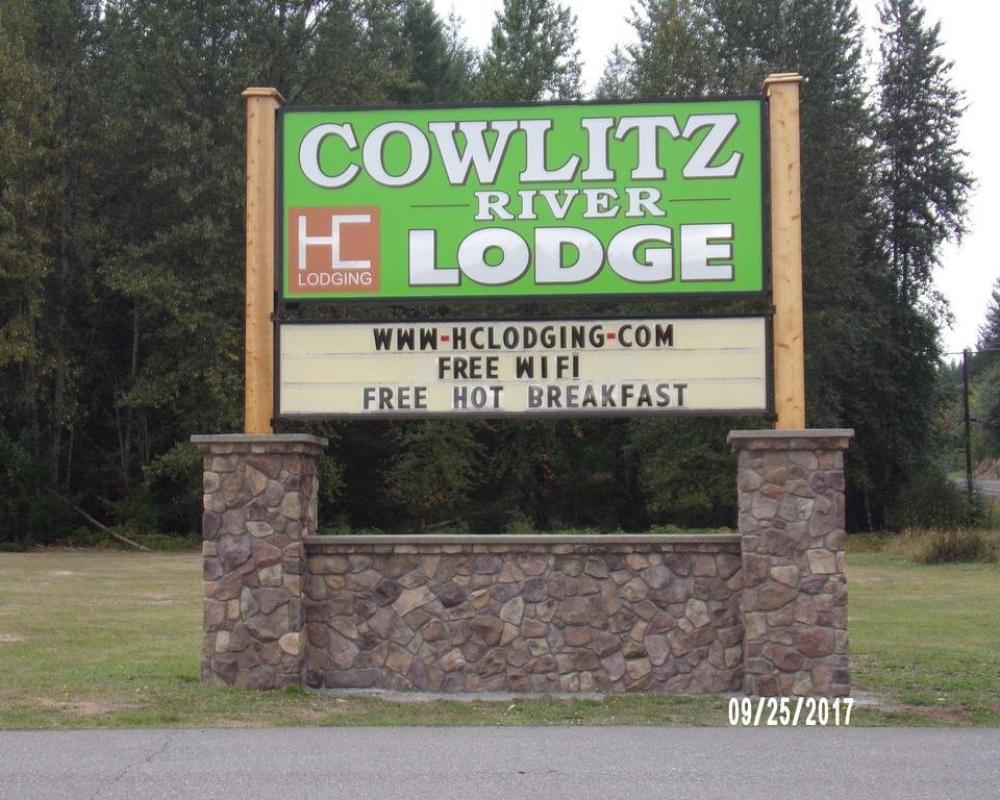 COWLITZ
RIVER
LODGE
HC
LODGING
WWW-HCLODGING-COM
FREE WIFI
FREE HOT BREAKFAST
09/25/2017